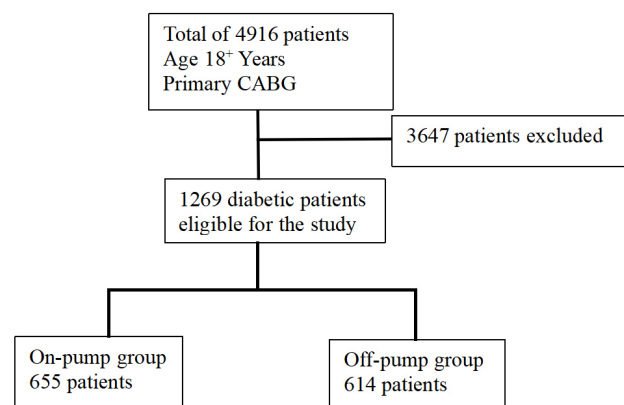 Total of 4916 patients
Age 18⁺ Years
Primary CABG
3647 patients excluded
1269 diabetic patients
eligible for the study
On-pump group
655 patients
Off-pump group
614 patients